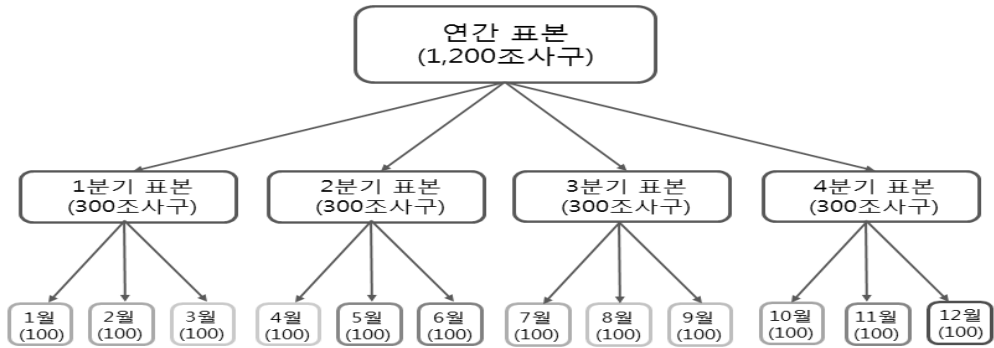 연간 표본
(1,200조사구)
1분기 표본
(300조사구)
2분기 표본
(300조사구)
3분기 표본
(300조사구)
4분기 표본
(300조사구)
1월
(100)
2월
(100)
3월
(100)
4월
(100)
5월
(100)
6월
(100)
7월
(100)
8월
(100)
9월
(100)
10월
(100)
11월
(100)
12월
(100)